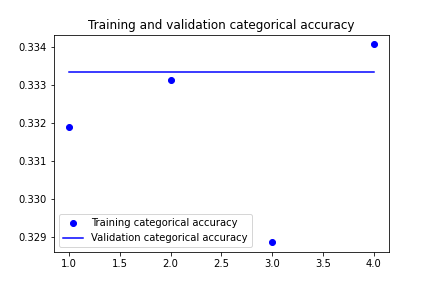 Training and validation categorical accuracy
0.334
0.333
0.332
0.331
0.330
0.329
Training categorical accuracy
Validation categorical accuracy
1.0 1.5 2.0 2.5 3.0 3.5 4.0